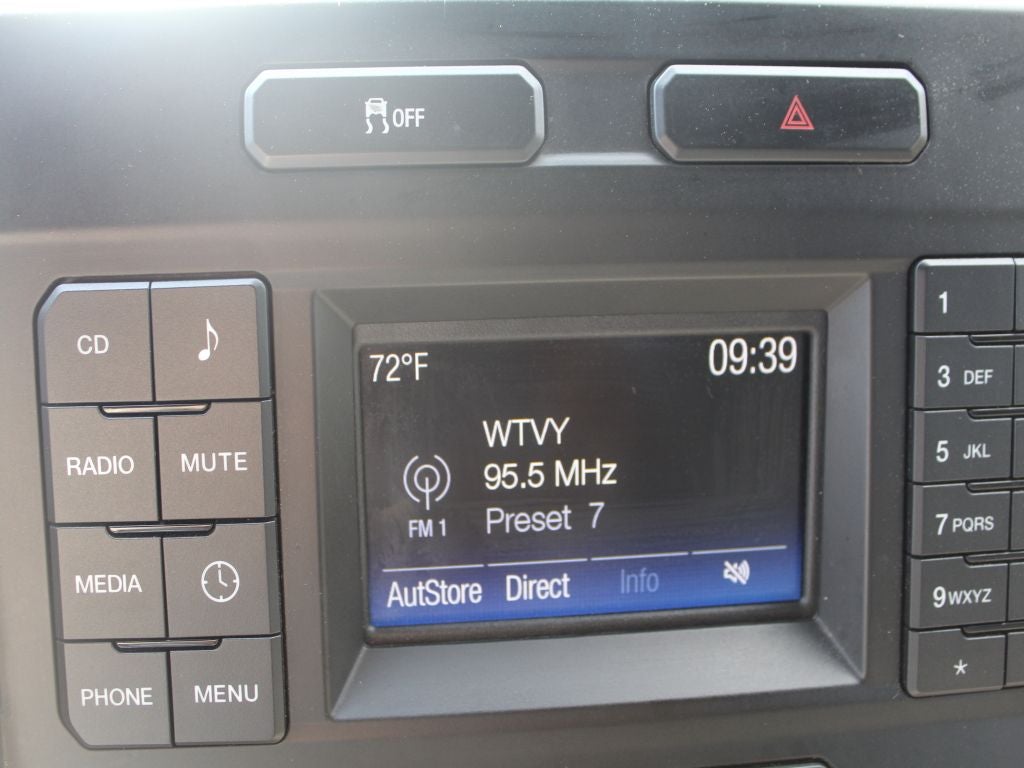 OFF
CD
RADIO MUTE
MEDIA
PHONE MENU
72°F 09:39
WTVY
95.5 MHz
FM 1 Preset 7
AutStore Direct Info
1
3 DEF
5 JKL
7 PQRS
9 WXYZ
*